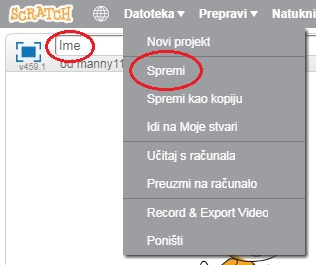 SCRATCH Datoteka ▾ Prepravi ▾ Natukni
Ime
v459.1 od manny11
Novi projekt
Spremi
Spremi kao kopiju
Idi na Moje stvari
Učitaj s računala
Preuzmi na računalo
Record & Export Video
Poništi